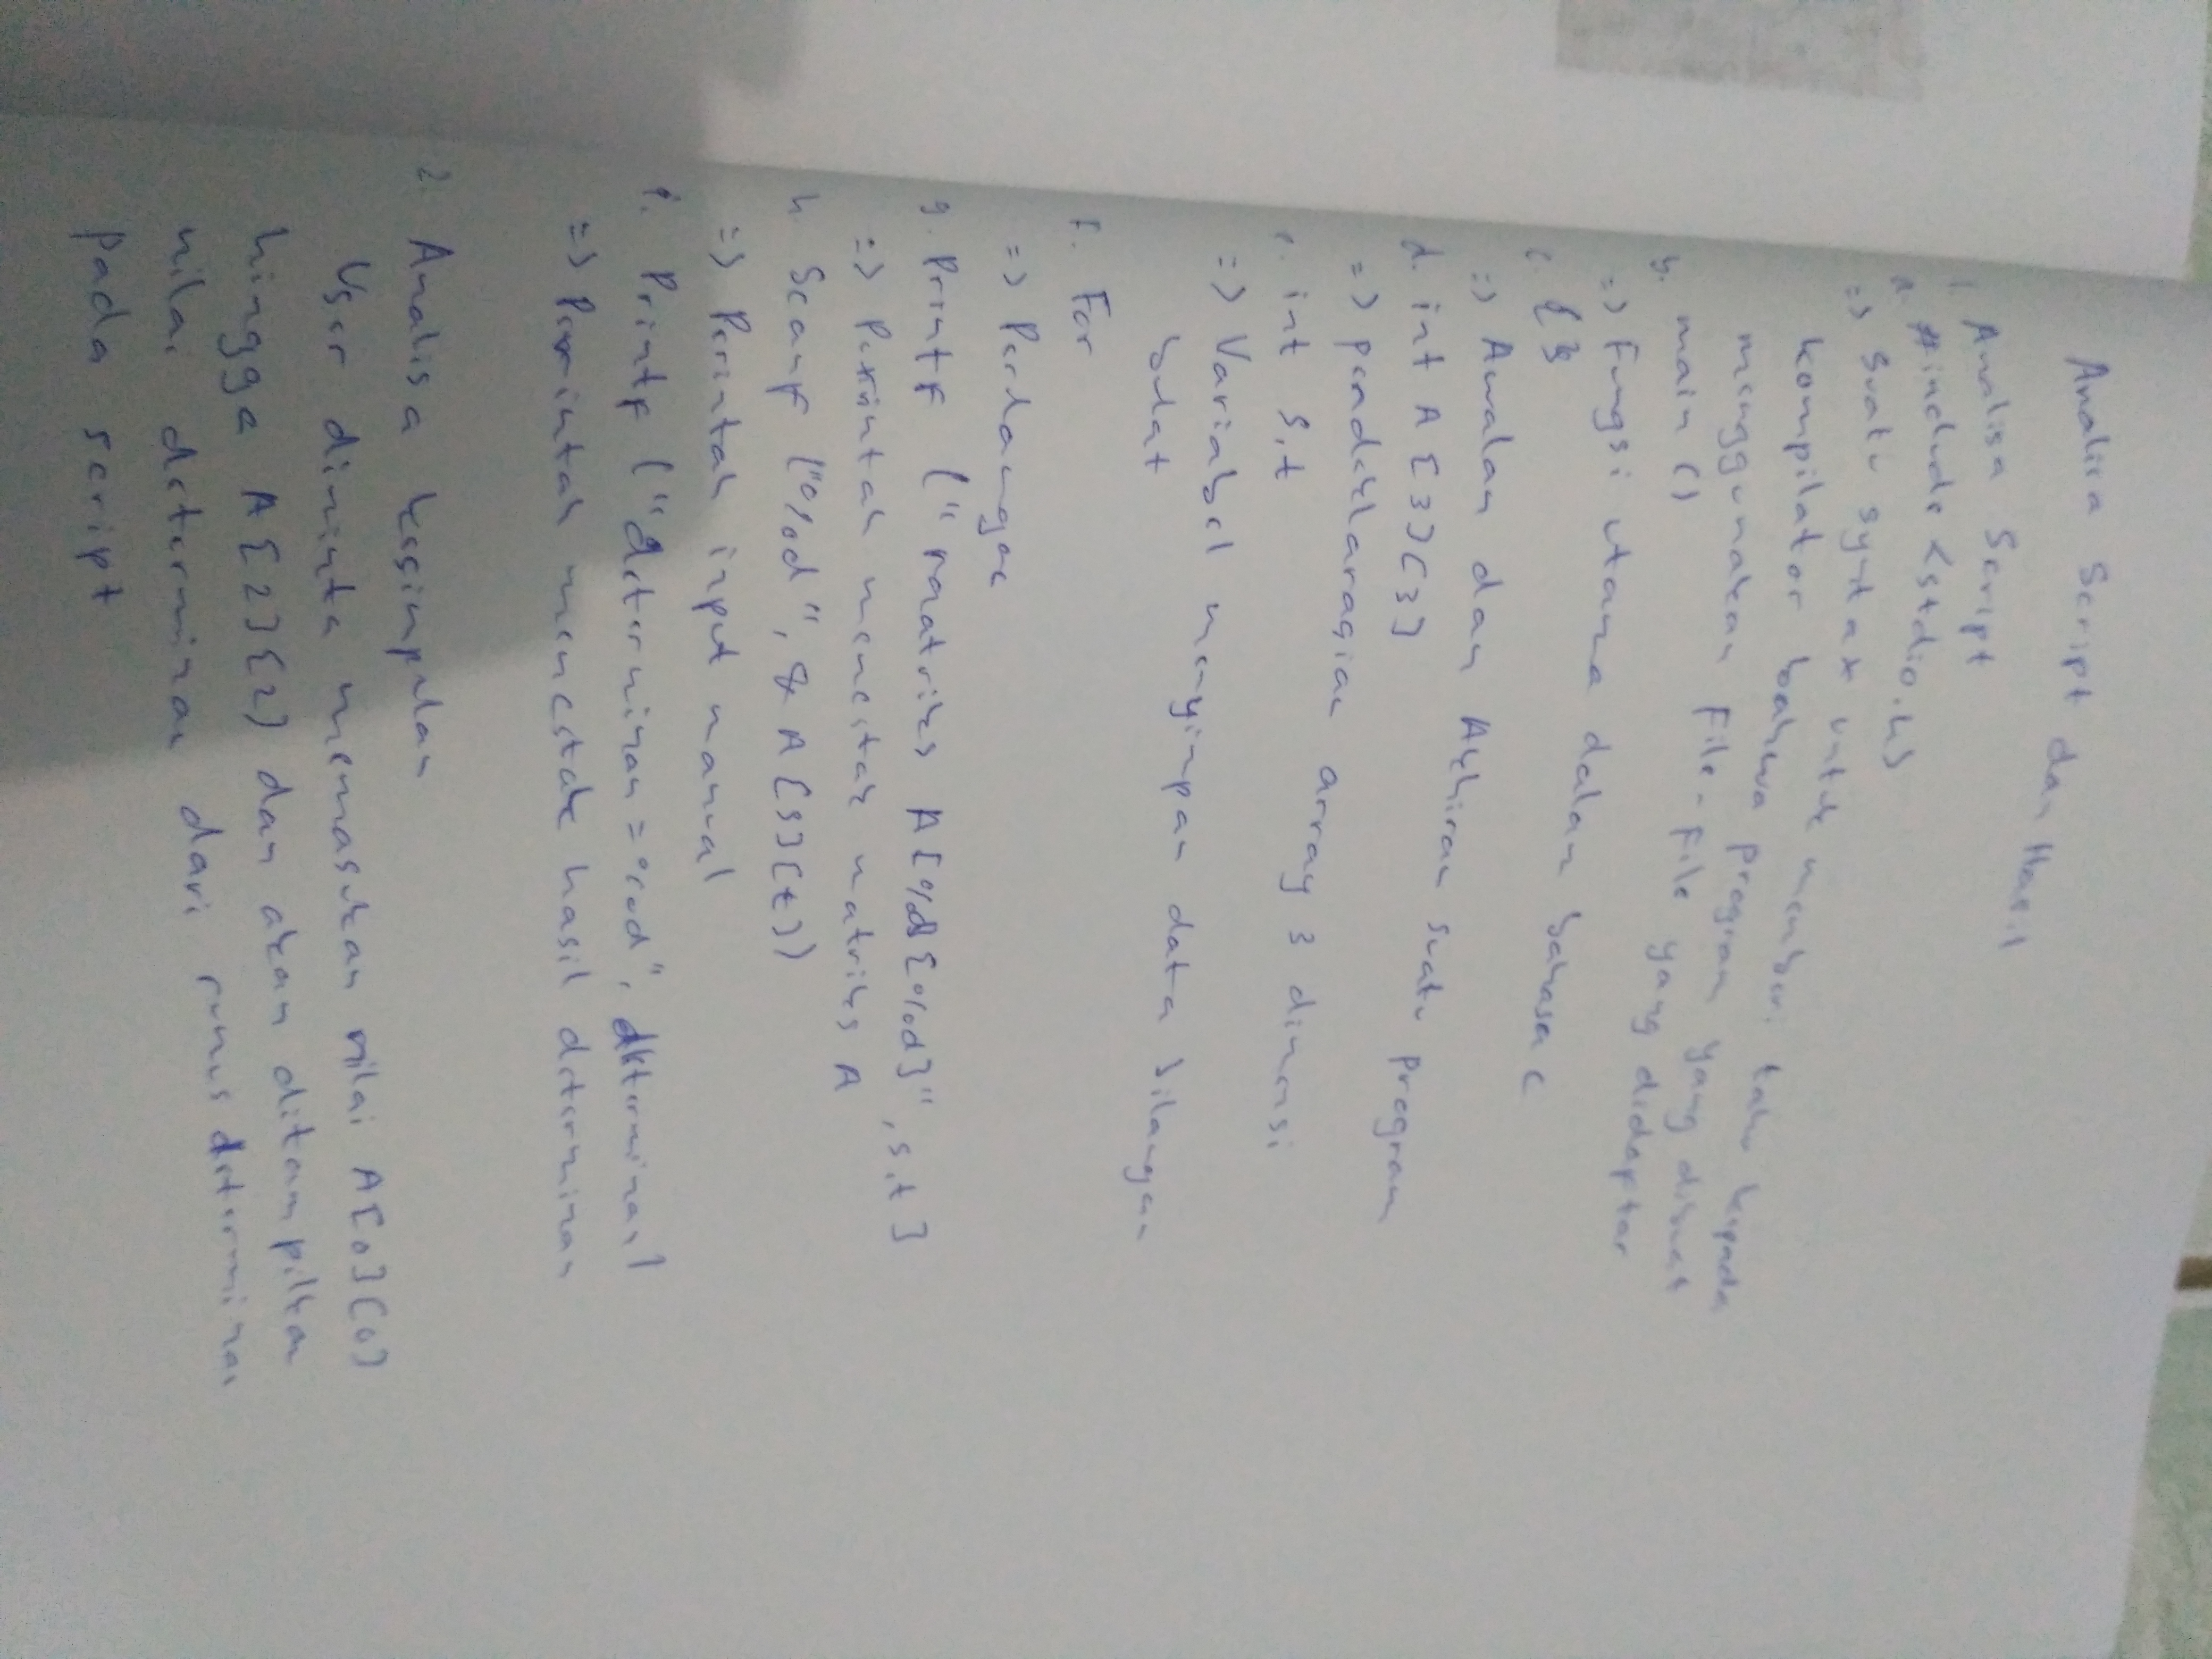 Analisa Script dan Hasil
1. Analisa Script
a. #include <stdio.h>
=> Suatu syntax untuk memberi tahu kepada
kompilator bahwa program yang dibuat
menggunakan File-File yang didaptar
b. main ()
=> Fungsi utama dalam bahasa C
c. { }
=> Awalan dan Akhiran suatu program
d. int A [3][3]
=> pendeklarasian array 3 dimensi
e. int s,t
=> Variabel menyimpan data bilangan
bulat
f. For
=> Perlaungan
g. Printf ("matriks A[%d][%d]", s,t]
=> Perintah mencetak matriks A
h. Scanf ("%d", & A [s][t])
=> Perintah input manual
i. Printf ("determinan = %d", determinan)
=> Perintah mencetak hasil determinan
2. Analisa kesimpulan
User diminta memasukan nilai A[0][0]
hingga A[2][2] dan akan ditampilkan
nilai determinan dari rumus determinan
pada script